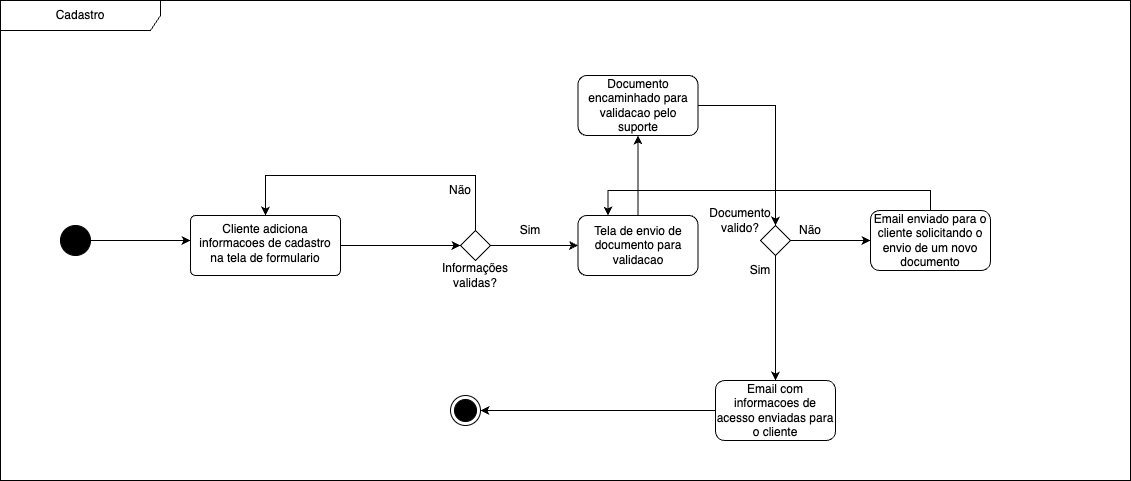 Cadastro
Documento
encaminhado para
validacao pelo
suporte
Não
Cliente adiciona
informacoes de cadastro
na tela de formulario
Informações
validas?
Sim
Tela de envio de
documento para
validacao
Documento
valido?
Não
Sim
Email enviado para o
cliente solicitando o
envio de um novo
documento
Email com
informacoes de
acesso enviadas para
o cliente